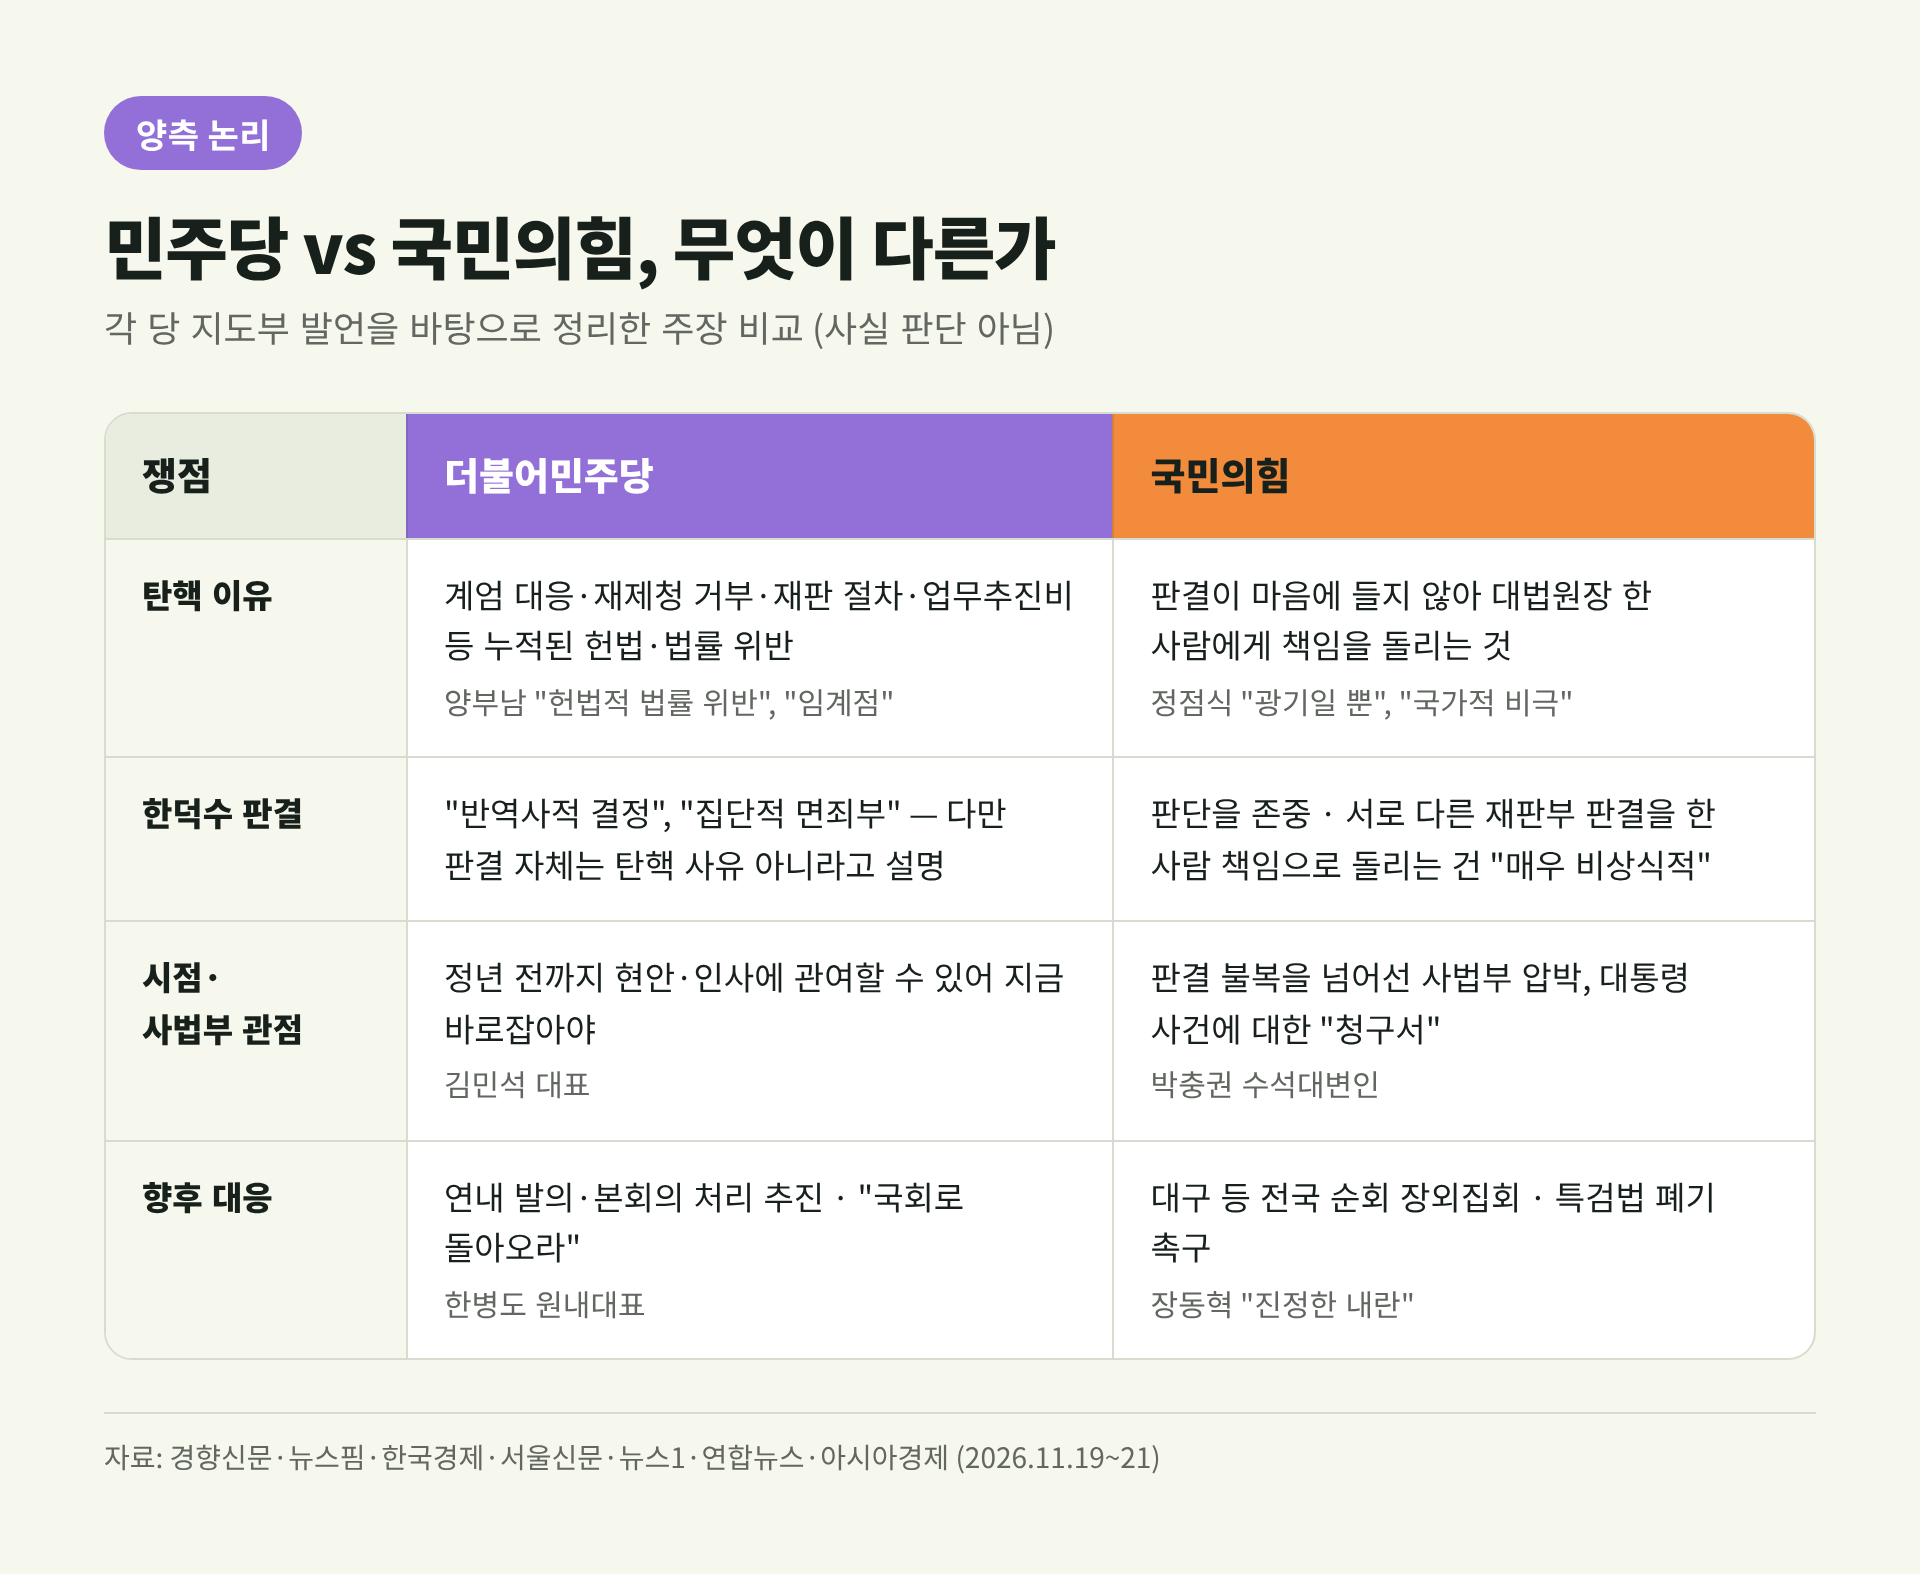 양측 논리
민주당 vs 국민의힘, 무엇이 다른가
각 당 지도부 발언을 바탕으로 정리한 주장 비교 (사실 판단 아님)
쟁점
더불어민주당
국민의힘
탄핵 이유
계엄 대응·재제청 거부·재판 절차·업무추진비
등 누적된 헌법·법률 위반
양부남 "헌법적 법률 위반", "임계점"
판결이 마음에 들지 않아 대법원장 한
사람에게 책임을 돌리는 것
정점식 "광기일 뿐", "국가적 비극"
한덕수 판결
"반역사적 결정", "집단적 면죄부" — 다만
판결 자체는 탄핵 사유 아니라고 설명
판단을 존중 · 서로 다른 재판부 판결을 한
사람 책임으로 돌리는 건 "매우 비상식적"
시점·
사법부 관점
정년 전까지 현안·인사에 관여할 수 있어 지금
바로잡아야
김민석 대표
판결 불복을 넘어선 사법부 압박, 대통령
사건에 대한 "청구서"
박충권 수석대변인
향후 대응
연내 발의·본회의 처리 추진 · "국회로
돌아오라"
한병도 원내대표
대구 등 전국 순회 장외집회 · 특검법 폐기
촉구
장동혁 "진정한 내란"
자료: 경향신문·뉴스핌·한국경제·서울신문·뉴스1·연합뉴스·아시아경제 (2026.11.19~21)